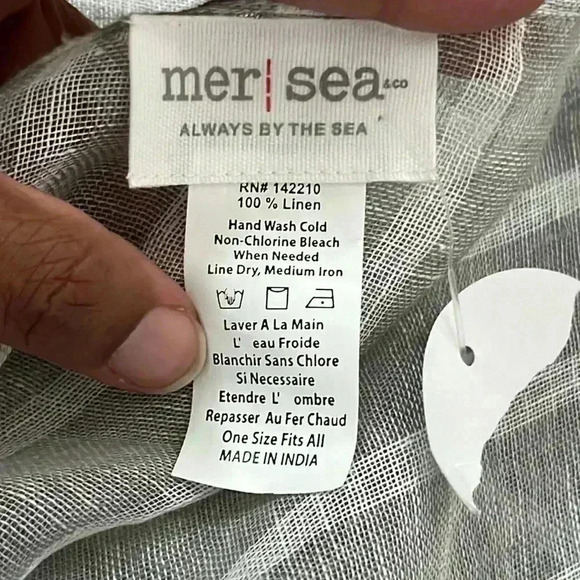 mer sea & co
ALWAYS BY THE SEA
RN# 142210
100 % Linen
Hand Wash Cold
Non-Chlorine Bleach
When Needed
Line Dry, Medium Iron
Laver A La Main
L' eau Froide
Blanchir Sans Chlore
Si Necessaire
Etendre L' ombre
Repasser Au Fer Chaud
One Size Fits All
MADE IN INDIA